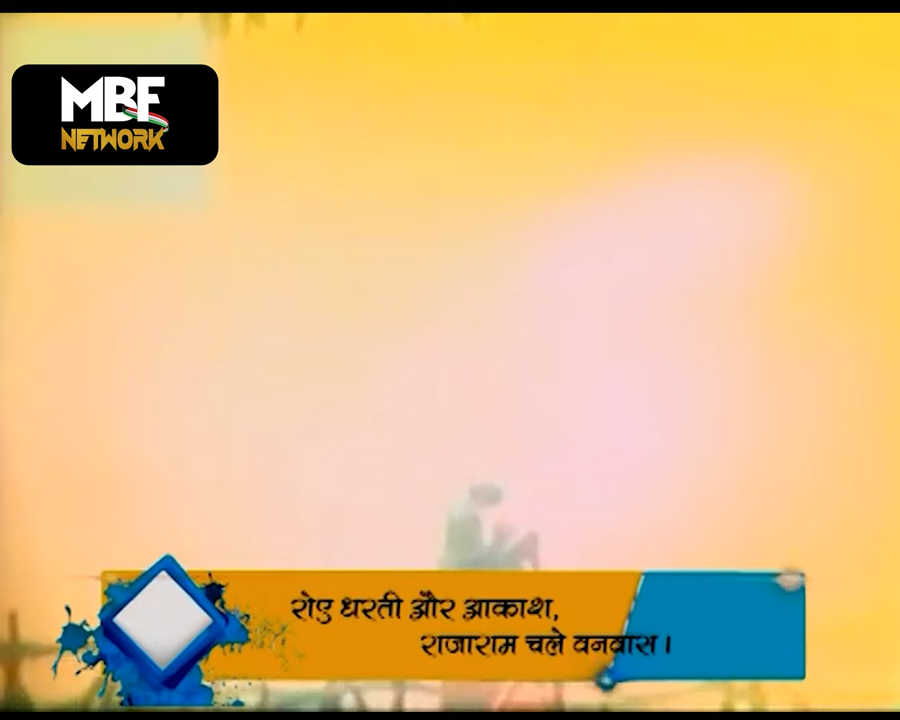 MBF
NETWORK
रोए धरती और आकाश,
राजाराम चले वनवास।